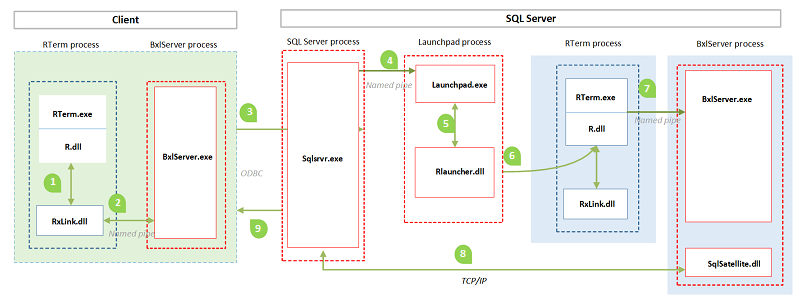 Client
SQL Server
RTerm process
BxlServer process
SQL Server process
Launchpad process
RTerm process
BxlServer process
RTerm.exe
R.dll
1
RxLink.dll
2
Named pipe
BxlServer.exe
3
ODBC
9
Sqlsrvr.exe
4
Named pipe
Launchpad.exe
5
Rlauncher.dll
6
RTerm.exe
R.dll
RxLink.dll
7
Named pipe
BxlServer.exe
8
TCP/IP
SqlSatellite.dll